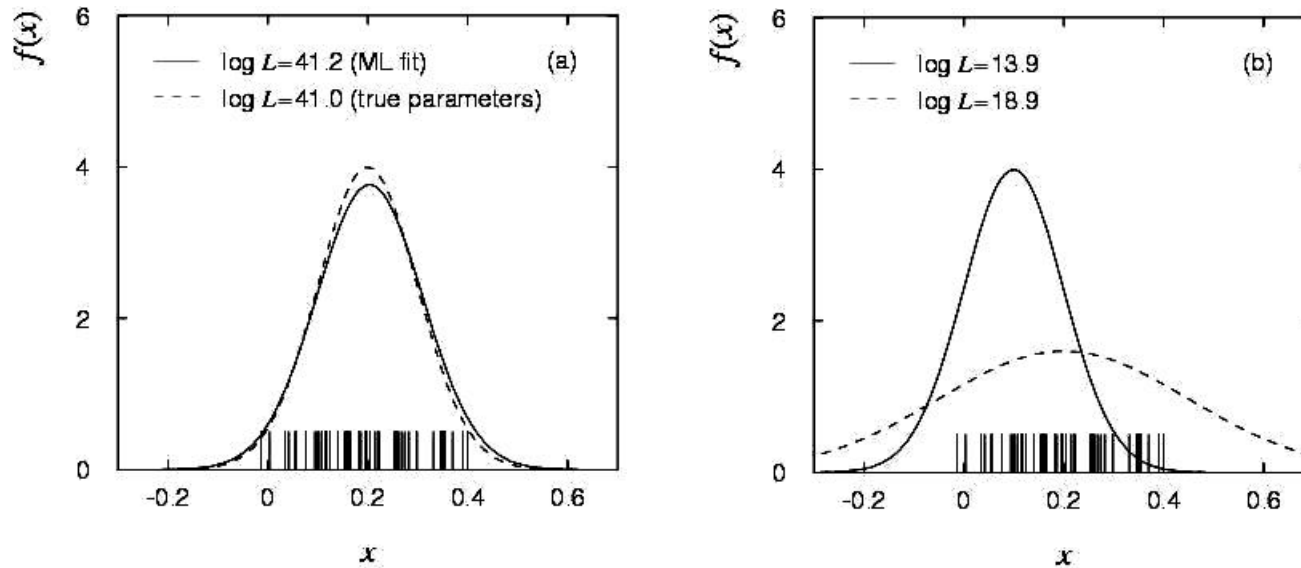 f(x)
6
log L=41.2 (ML fit) (a)
log L=41.0 (true parameters)
4
2
0
-0.2 0 0.2 0.4 0.6
x
f(x)
6
log L=13.9 (b)
log L=18.9
4
2
0
-0.2 0 0.2 0.4 0.6
x